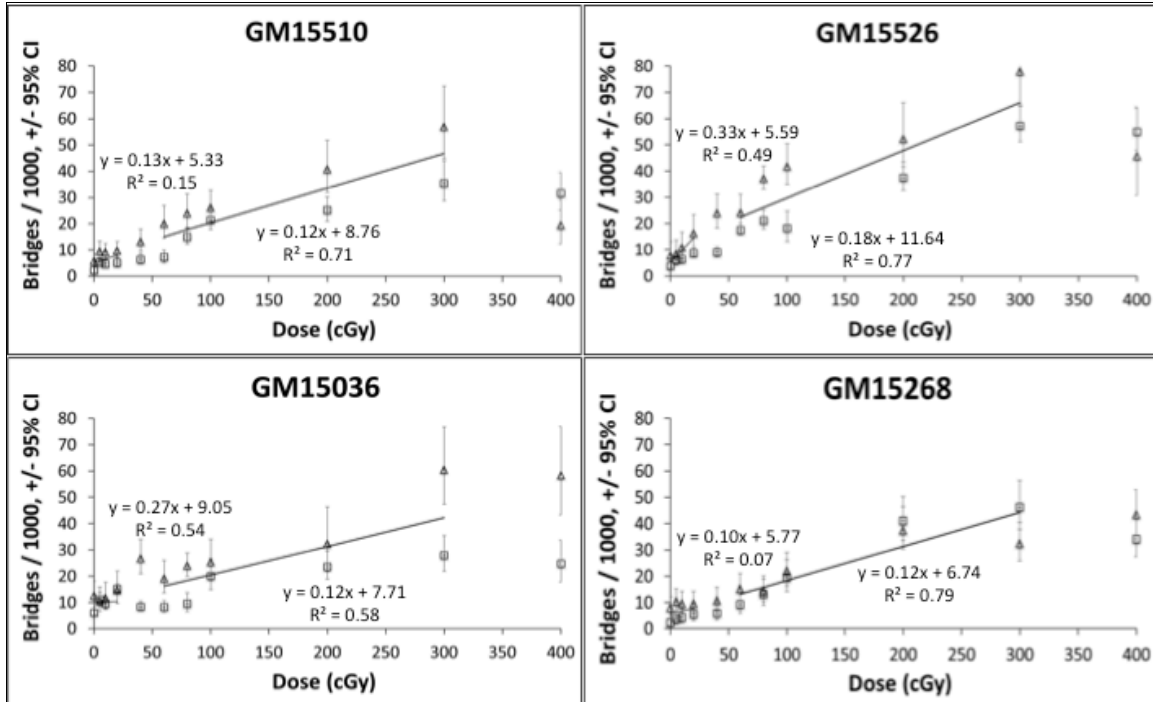 GM15510
Bridges / 1000, +/- 95% CI
80
70
60
50
40
30
20
10
0
y = 0.13x + 5.33
R² = 0.15
y = 0.12x + 8.76
R² = 0.71
0 50 100 150 200 250 300 350 400
Dose (cGy)
GM15526
Bridges / 1000, +/- 95% CI
80
70
60
50
40
30
20
10
0
y = 0.33x + 5.59
R² = 0.49
y = 0.18x + 11.64
R² = 0.77
0 50 100 150 200 250 300 350 400
Dose (cGy)
GM15036
Bridges / 1000, +/- 95% CI
80
70
60
50
40
30
20
10
0
y = 0.27x + 9.05
R² = 0.54
y = 0.12x + 7.71
R² = 0.58
0 50 100 150 200 250 300 350 400
Dose (cGy)
GM15268
Bridges / 1000, +/- 95% CI
80
70
60
50
40
30
20
10
0
y = 0.10x + 5.77
R² = 0.07
y = 0.12x + 6.74
R² = 0.79
0 50 100 150 200 250 300 350 400
Dose (cGy)